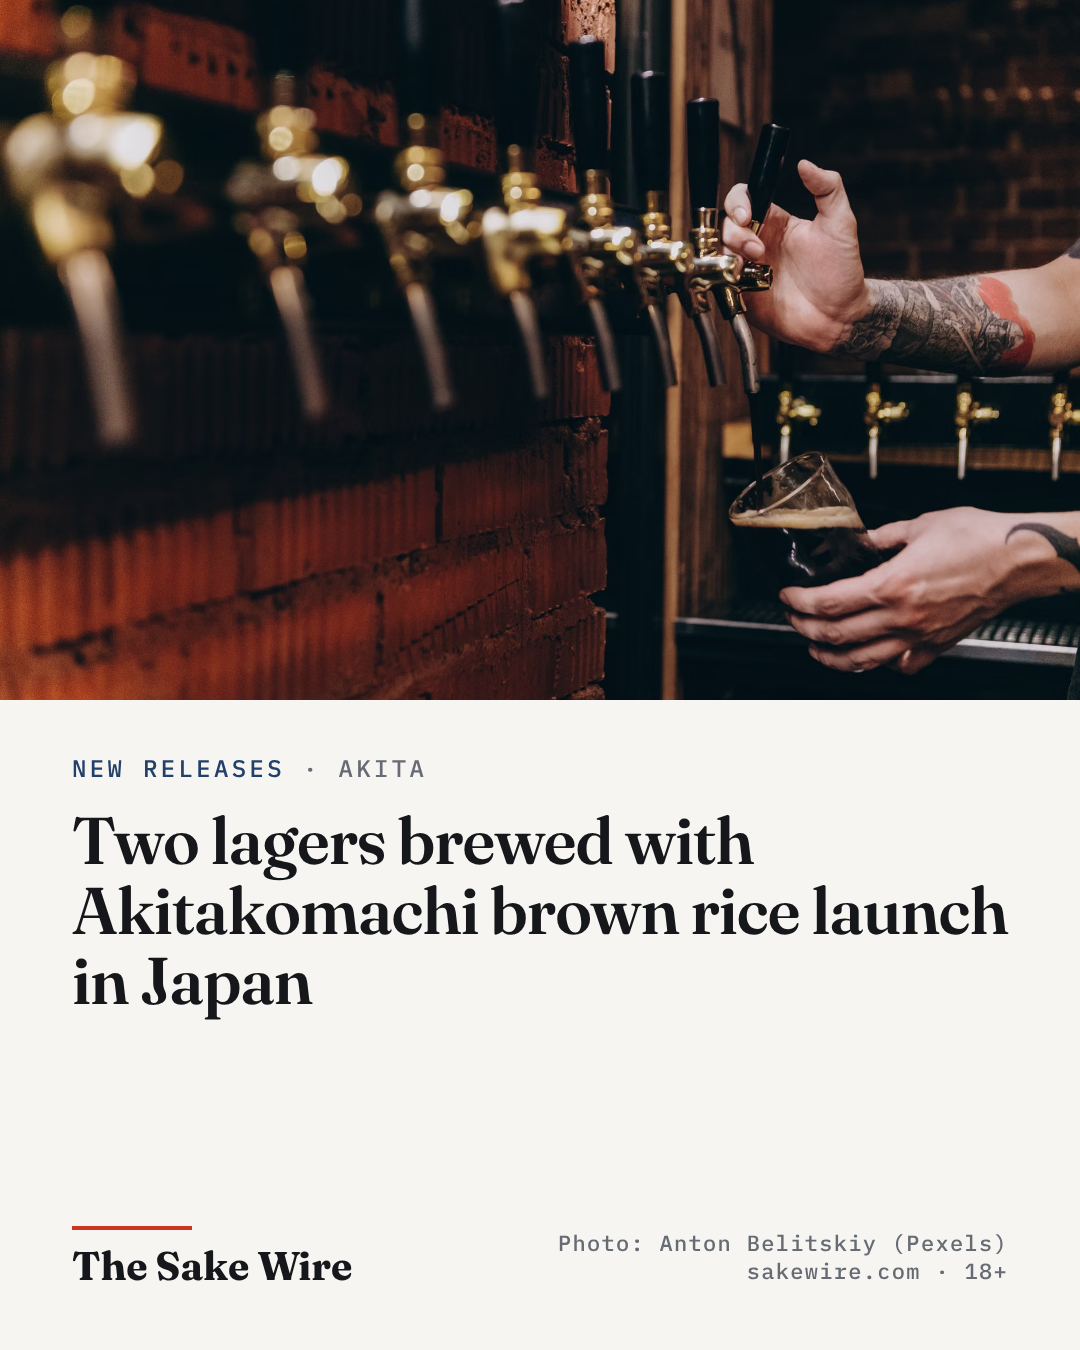 NEW RELEASES · AKITA
Two lagers brewed with
Akitakomachi brown rice launch
in Japan
The Sake Wire
Photo: Anton Belitskiy (Pexels)
sakewire.com · 18+